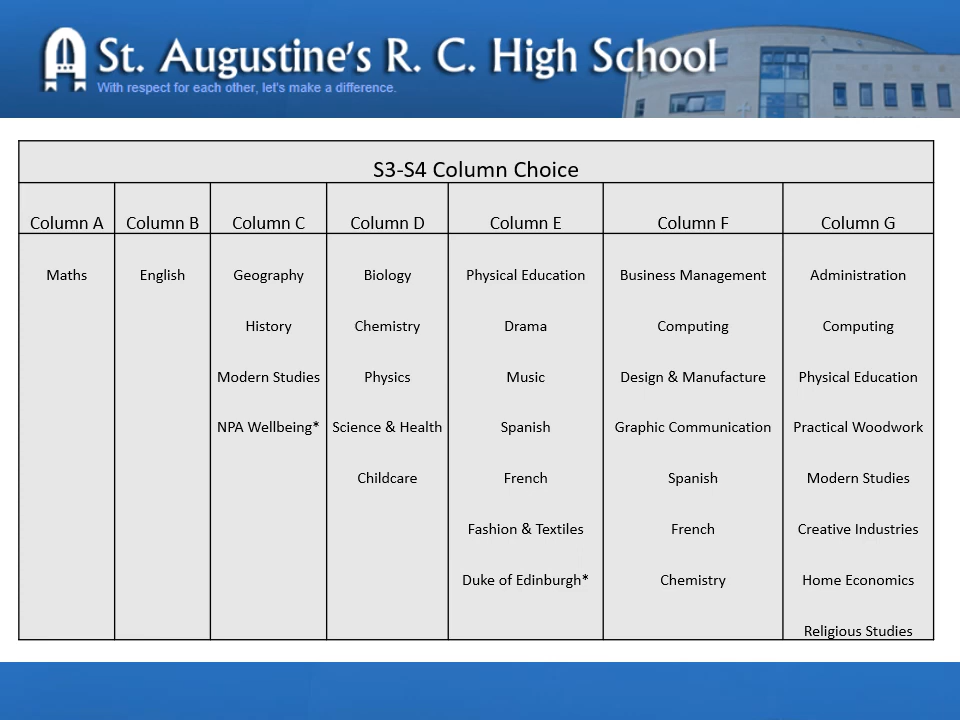 St. Augustine's R. C. High School
With respect for each other, let's make a difference.
S3-S4 Column Choice
Column A Column B Column C Column D Column E Column F Column G
Maths English Geography Biology Physical Education Business Management Administration
History Chemistry Drama Computing Computing
Modern Studies Physics Music Design & Manufacture Physical Education
NPA Wellbeing* Science & Health Spanish Graphic Communication Practical Woodwork
Childcare French Spanish Modern Studies
Fashion & Textiles French Creative Industries
Duke of Edinburgh* Chemistry Home Economics
Religious Studies